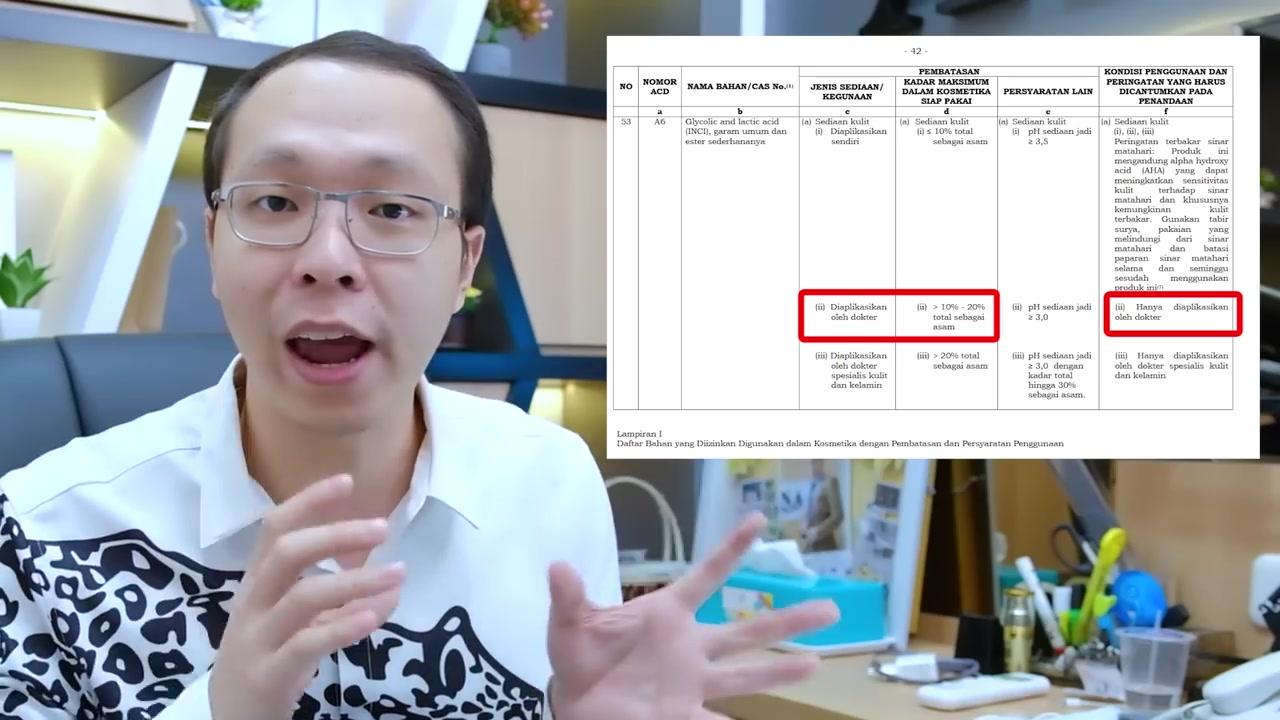 - 42 -
NO
NOMOR
ACD
NAMA BAHAN/CAS No.(1)
PEMBATASAN
JENIS SEDIAAN/
KEGUNAAN
KADAR MAKSIMUM
DALAM KOSMETIKA
SIAP PAKAI
PERSYARATAN LAIN
KONDISI PENGGUNAAN DAN
PERINGATAN YANG HARUS
DICANTUMKAN PADA
PENANDAAN
a
b
c
d
e
f
53
A6
Glycolic and lactic acid
(INCI), garam umum dan
ester sederhananya
(a) Sediaan kulit
(i) Diaplikasikan
sendiri
(a) Sediaan kulit
(i) ≤ 10% total
sebagai asam
(a) Sediaan kulit
(i) pH sediaan jadi
≥ 3,5
(a) Sediaan kulit
(i), (ii), (iii)
Peringatan terbakar sinar
matahari: Produk ini
mengandung alpha hydroxy
acid (AHA) yang dapat
meningkatkan sensitivitas
kulit terhadap sinar
matahari dan khususnya
kemungkinan kulit
terbakar. Gunakan tabir
surya, pakaian yang
melindungi dari sinar
matahari dan batasi
paparan sinar matahari
selama dan seminggu
sesudah menggunakan
produk ini(7)
(ii) Diaplikasikan
oleh dokter
(ii) > 10% - 20%
total sebagai
asam
(ii) pH sediaan jadi
≥ 3,0
(ii) Hanya diaplikasikan
oleh dokter
(iii) Diaplikasikan
oleh dokter
spesialis kulit
dan kelamin
(iii) > 20% total
sebagai asam
(iii) pH sediaan jadi
≥ 3,0 dengan
kadar total
hingga 30%
sebagai asam.
(iii) Hanya diaplikasikan
oleh dokter spesialis kulit
dan kelamin
Lampiran I
Daftar Bahan yang Diizinkan Digunakan dalam Kosmetika dengan Pembatasan dan Persyaratan Penggunaan